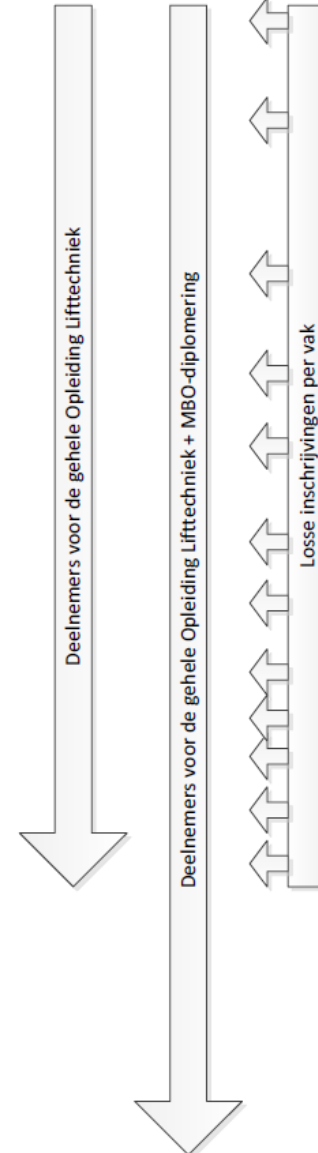 Deelnemers voor de gehele Opleiding Lifttechniek
Deelnemers voor de gehele Opleiding Lifttechniek + MBO-diplomering
Losse inschrijvingen per vak